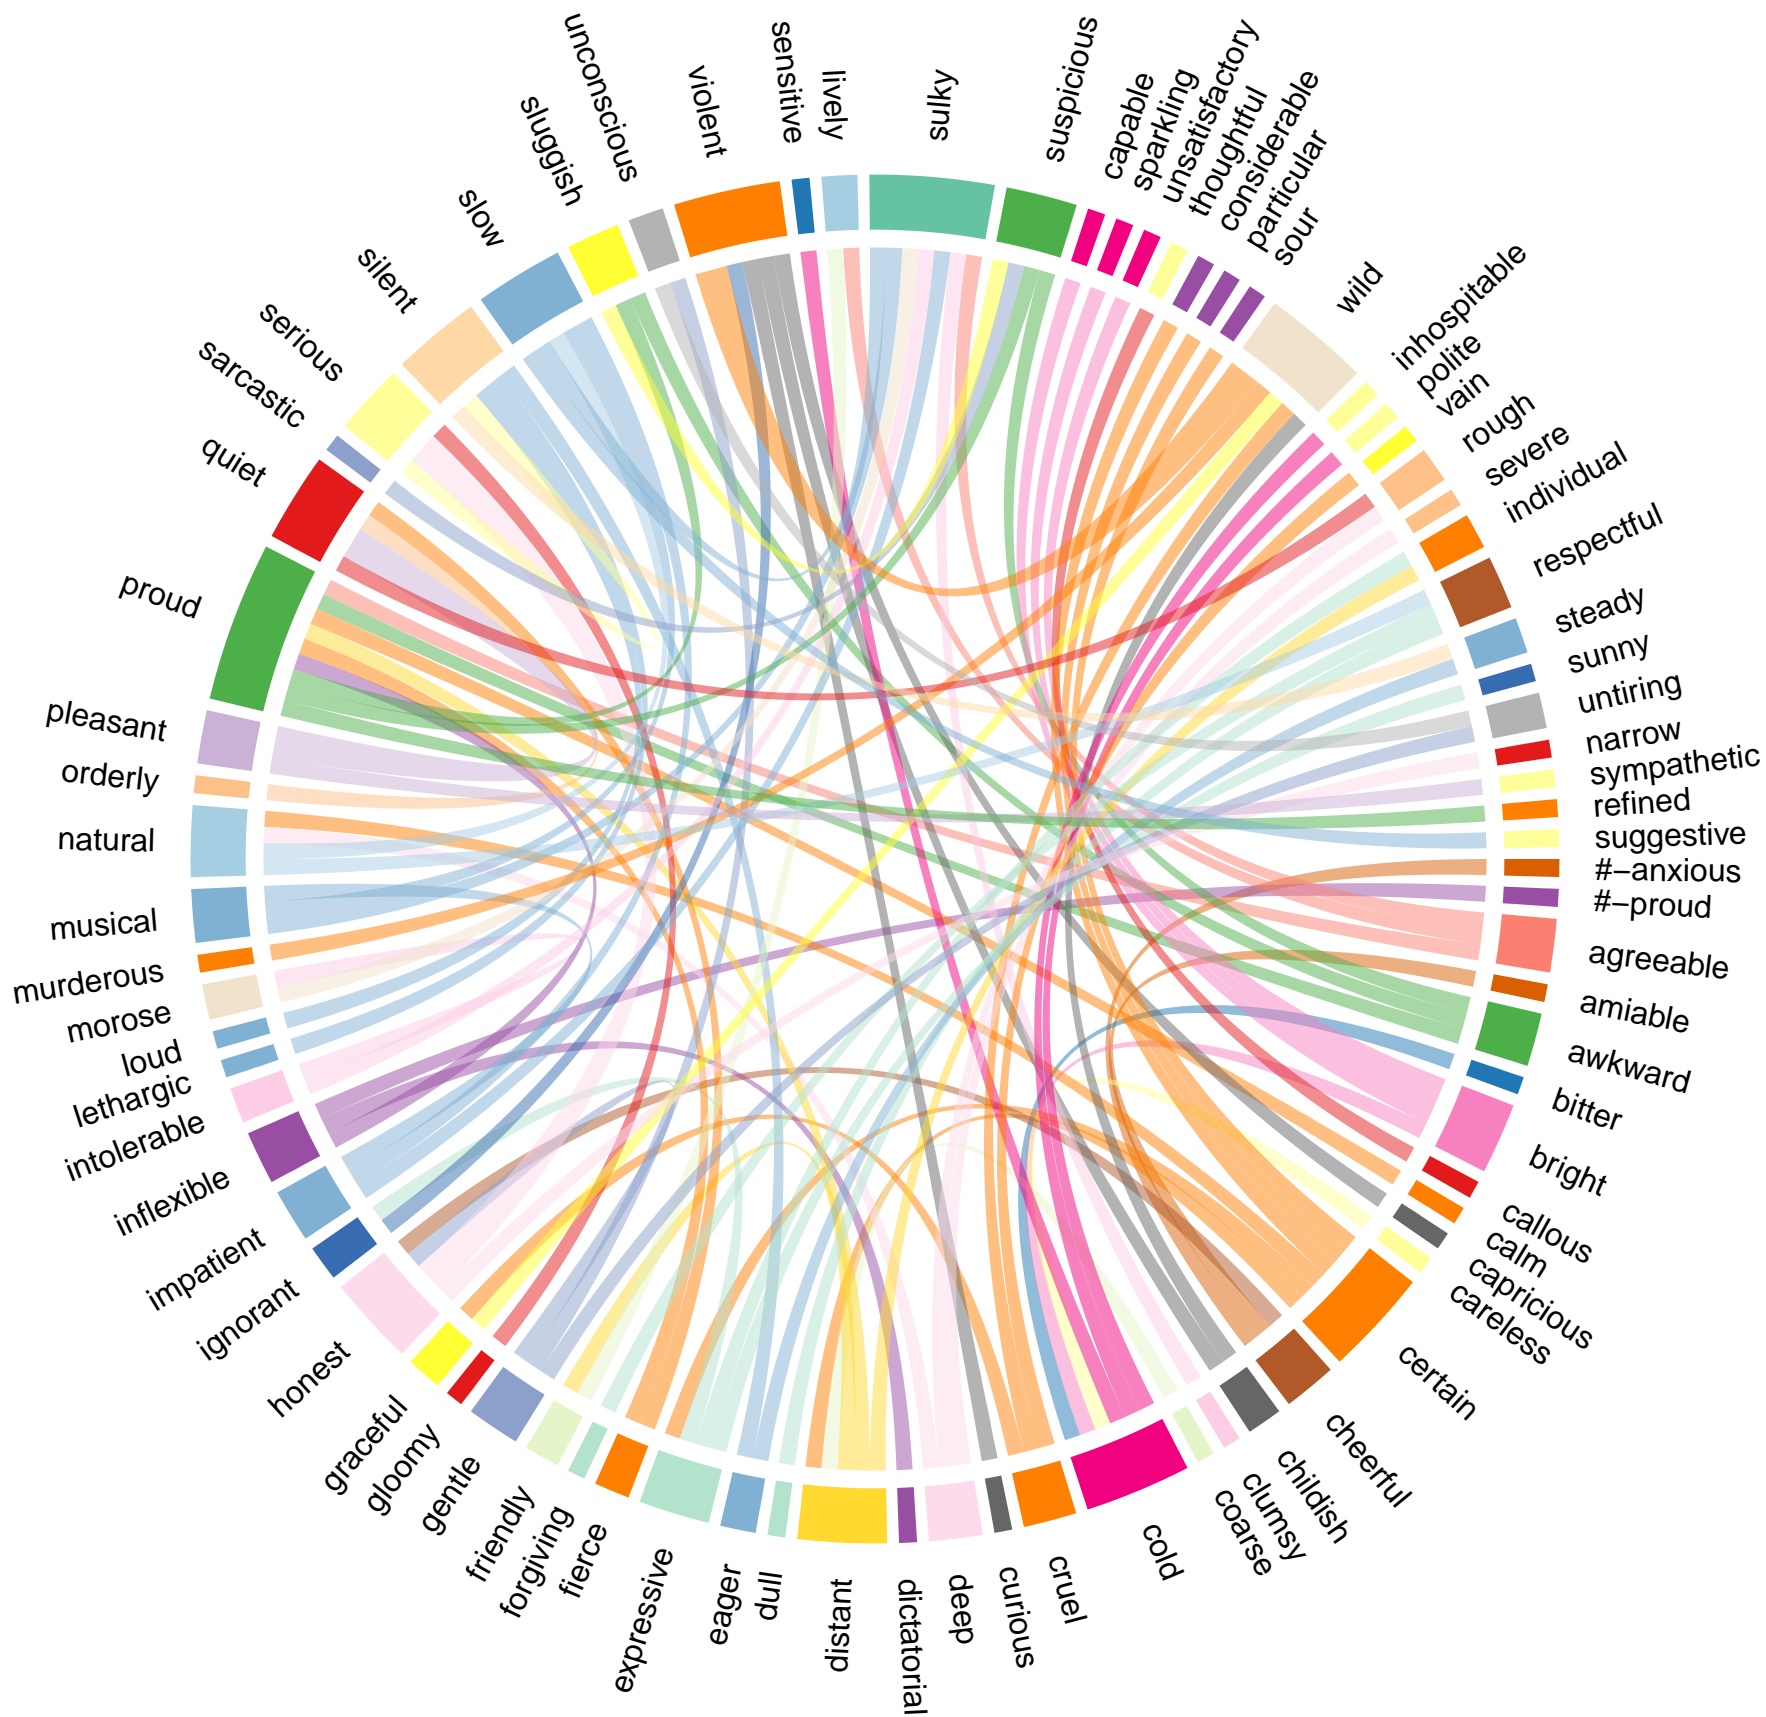 unconscious
sensitive
lively
sulky
suspicious
capable
sparkling
unsatisfactory
thoughtful
considerable
particular
sour
wild
inhospitable
polite
vain
rough
severe
individual
respectful
steady
sunny
untiring
narrow
sympathetic
refined
suggestive
#−anxious
#−proud
agreeable
amiable
awkward
bitter
bright
callous
calm
capricious
careless
certain
cheerful
childish
clumsy
coarse
cold
cruel
curious
deep
dictatorial
distant
dull
eager
expressive
fierce
forgiving
friendly
gentle
gloomy
graceful
honest
ignorant
impatient
inflexible
intolerable
lethargic
loud
morose
murderous
musical
natural
orderly
pleasant
proud
quiet
sarcastic
serious
silent
slow
sluggish
violent